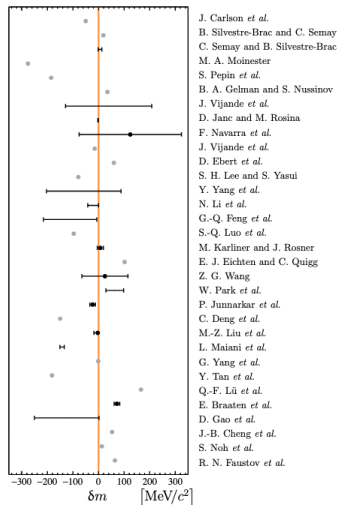 J. Carlson et al.
B. Silvestre-Brac and C. Semay
C. Semay and B. Silvestre-Brac
M. A. Moinester
S. Pepin et al.
B. A. Gelman and S. Nussinov
J. Vijande et al.
D. Janc and M. Rosina
F. Navarra et al.
J. Vijande et al.
D. Ebert et al.
S. H. Lee and S. Yasui
Y. Yang et al.
N. Li et al.
G.-Q. Feng et al.
S.-Q. Luo et al.
M. Karliner and J. Rosner
E. J. Eichten and C. Quigg
Z. G. Wang
W. Park et al.
P. Junnarkar et al.
C. Deng et al.
M.-Z. Liu et al.
L. Maiani et al.
G. Yang et al.
Y. Tan et al.
Q.-F. Lü et al.
E. Braaten et al.
D. Gao et al.
J.-B. Cheng et al.
S. Noh et al.
R. N. Faustov et al.
−300 −200 −100 0 100 200 300
δm [MeV/c²]